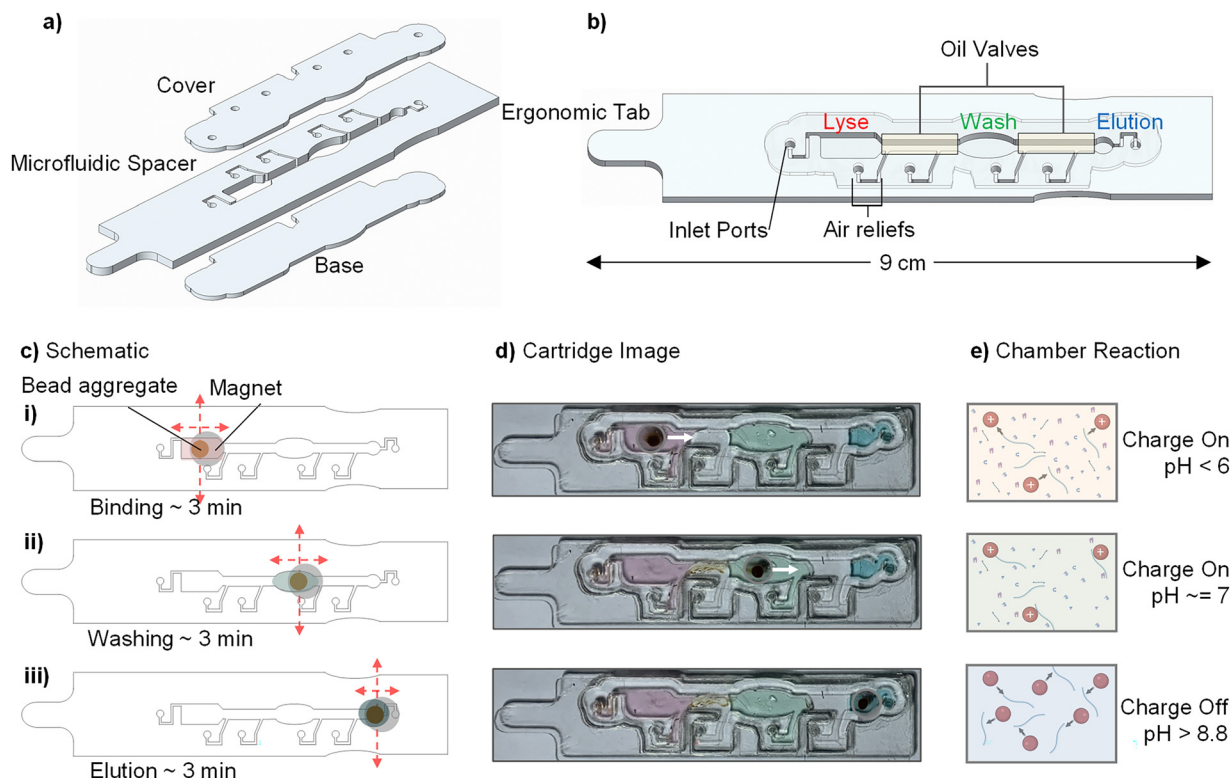 a)
Cover
Microfluidic Spacer
Base
b)
Oil Valves
Ergonomic Tab
Lyse
Wash
Elution
Inlet Ports
Air reliefs
9 cm
c) Schematic
Bead aggregate
Magnet
i)
Binding ~ 3 min
ii)
Washing ~ 3 min
iii)
Elution ~ 3 min
d) Cartridge Image
e) Chamber Reaction
Charge On
pH < 6
Charge On
pH ~= 7
Charge Off
pH > 8.8